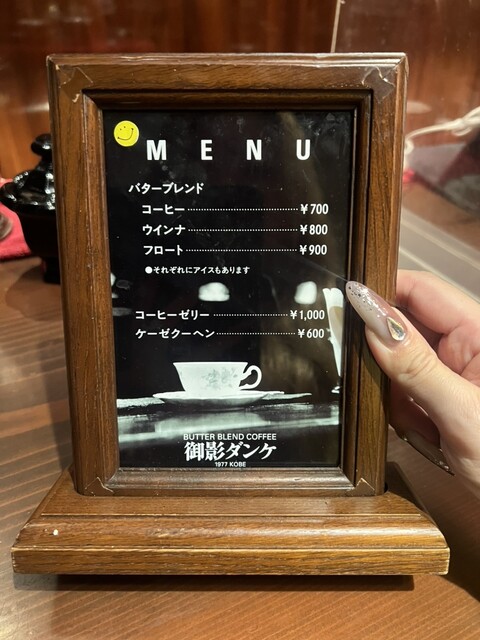 MENU
バターブレンド
コーヒー ¥700
ウインナ ¥800
フロート ¥900
●それぞれにアイスもあります
コーヒーゼリー ¥1,000
ケーゼクーヘン ¥600
BUTTER BLEND COFFEE
御影ダンケ
1977 KOBE